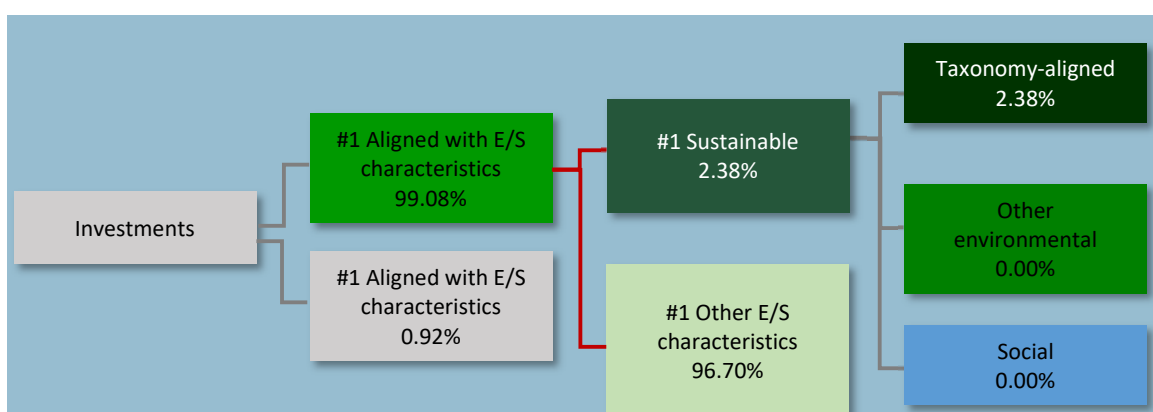 Investments
#1 Aligned with E/S
characteristics
99.08%
#1 Aligned with E/S
characteristics
0.92%
#1 Sustainable
2.38%
#1 Other E/S
characteristics
96.70%
Taxonomy-aligned
2.38%
Other
environmental
0.00%
Social
0.00%